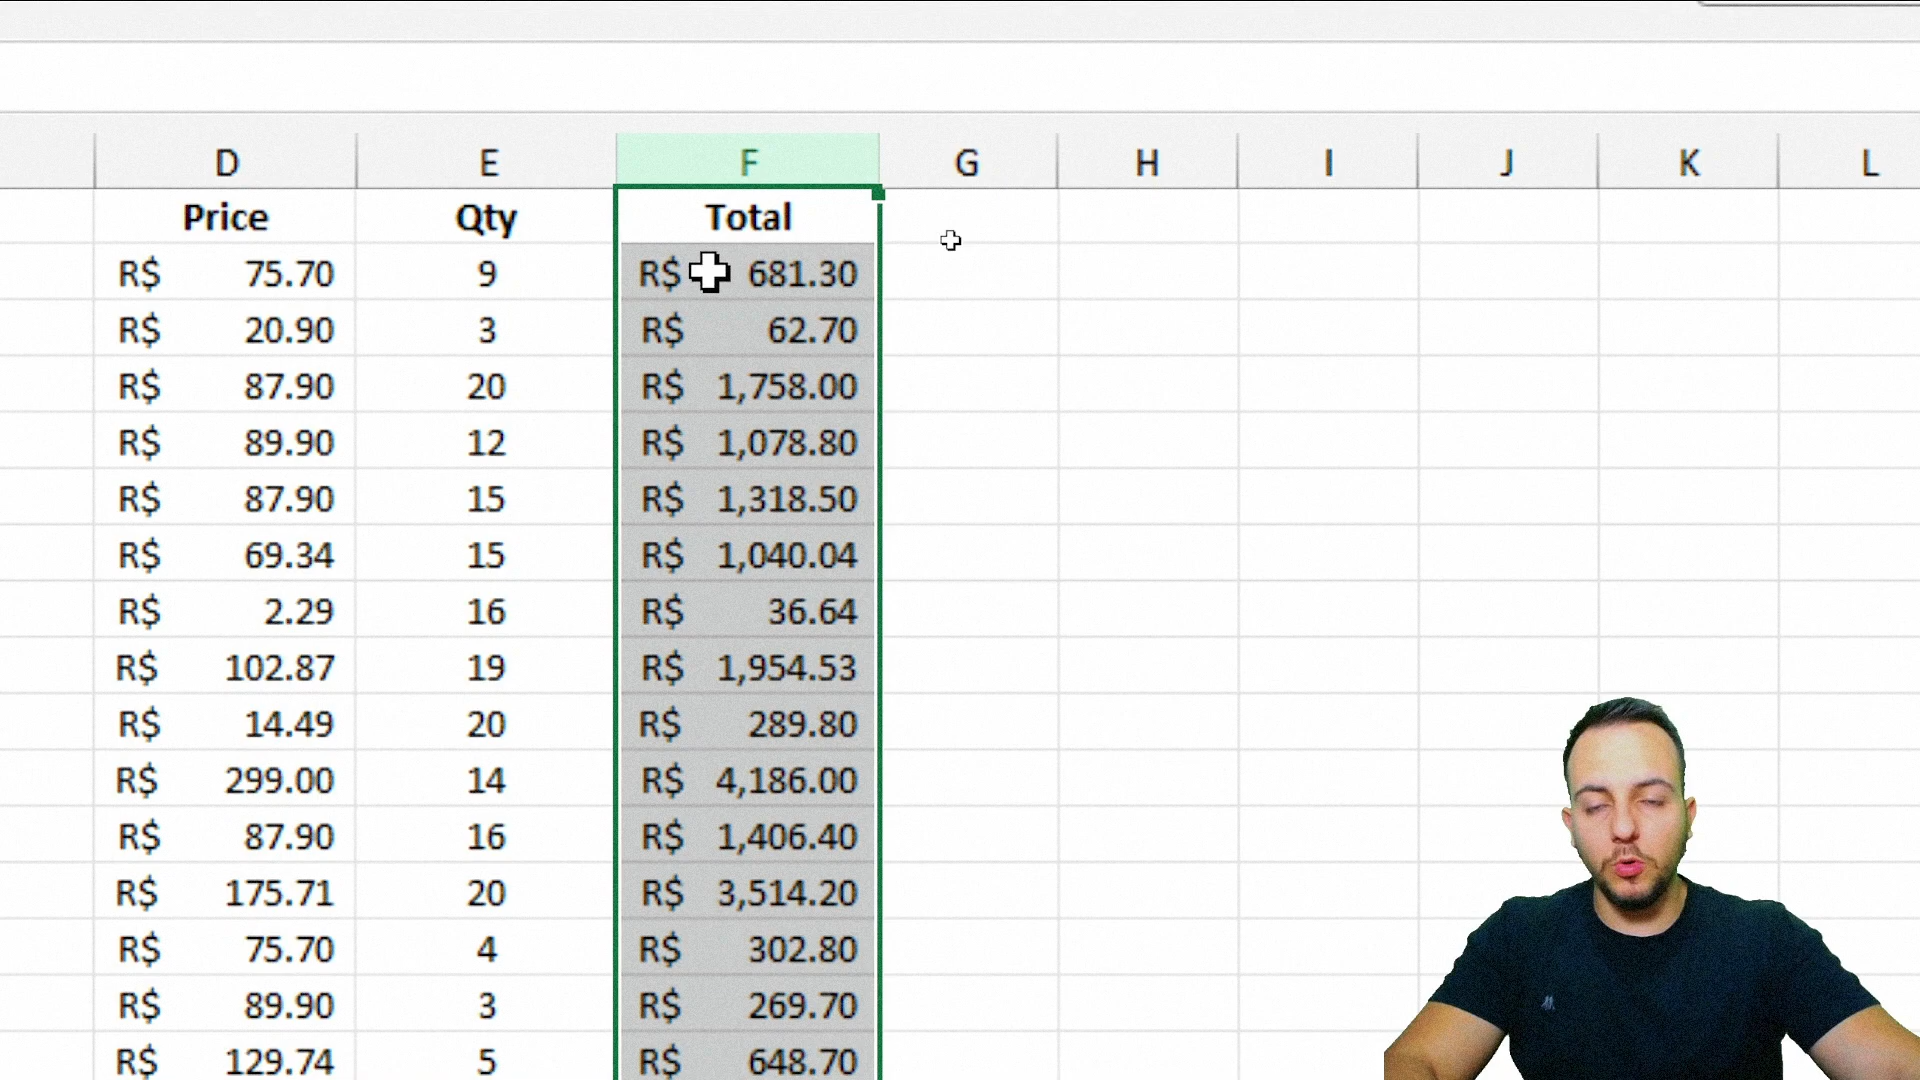 D E F G H I J K L
Price Qty Total
R$ 75.70 9 R$ 681.30
R$ 20.90 3 R$ 62.70
R$ 87.90 20 R$ 1,758.00
R$ 89.90 12 R$ 1,078.80
R$ 87.90 15 R$ 1,318.50
R$ 69.34 15 R$ 1,040.04
R$ 2.29 16 R$ 36.64
R$ 102.87 19 R$ 1,954.53
R$ 14.49 20 R$ 289.80
R$ 299.00 14 R$ 4,186.00
R$ 87.90 16 R$ 1,406.40
R$ 175.71 20 R$ 3,514.20
R$ 75.70 4 R$ 302.80
R$ 89.90 3 R$ 269.70
R$ 129.74 5 R$ 648.70